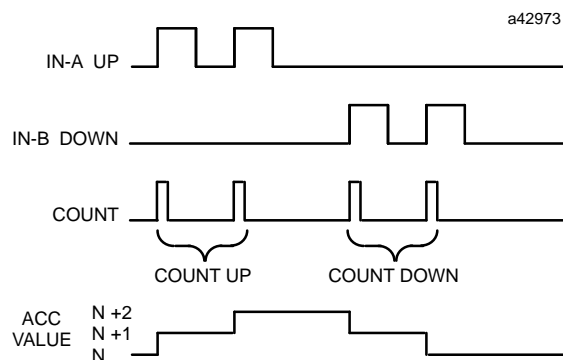 a42973
IN-A UP
IN-B DOWN
COUNT
COUNT UP
COUNT DOWN
ACC
VALUE
N +2
N +1
N